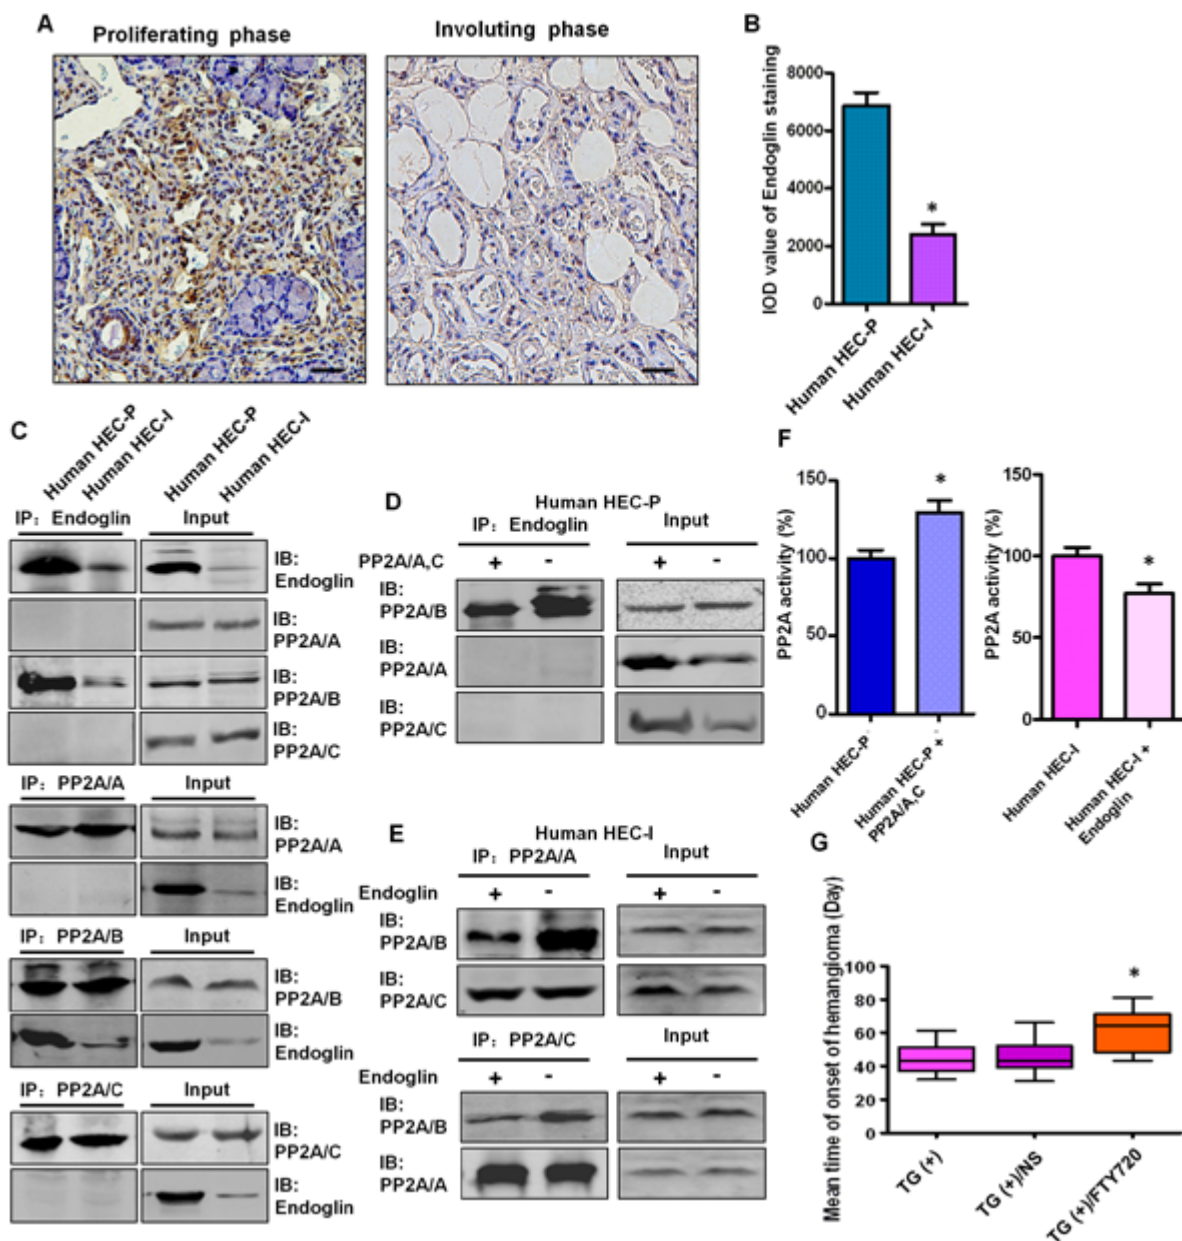 A
Proliferating phase
Involuting phase
B
IOD value of Endoglin staining
8000
6000
4000
2000
0
*
Human HEC-P
Human HEC-I
C
Human HEC-P
Human HEC-I
Human HEC-P
Human HEC-I
IP: Endoglin
Input
IB:
Endoglin
IB:
PP2A/A
IB:
PP2A/B
IB:
PP2A/C
IP: PP2A/A
Input
IB:
PP2A/A
IB:
Endoglin
IP: PP2A/B
Input
IB:
PP2A/B
IB:
Endoglin
IP: PP2A/C
Input
IB:
PP2A/C
IB:
Endoglin
D
Human HEC-P
IP: Endoglin
Input
PP2A/A,C + - + -
IB:
PP2A/B
IB:
PP2A/A
IB:
PP2A/C
E
Human HEC-I
IP: PP2A/A
Input
Endoglin + - + -
IB:
PP2A/B
IB:
PP2A/C
IP: PP2A/C
Input
Endoglin + - + -
IB:
PP2A/B
IB:
PP2A/A
F
PP2A activity (%)
150
100
50
0
*
Human HEC-P
Human HEC-P +
PP2A/A,C
PP2A activity (%)
150
100
50
0
*
Human HEC-I
Human HEC-I +
Endoglin
G
Mean time of onset of hemangioma (Day)
100
80
60
40
20
0
*
TG (+)
TG (+)/NS
TG (+)/FTY720